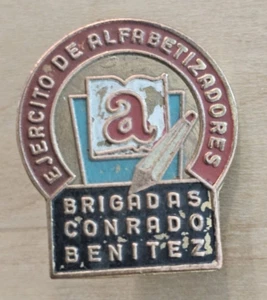 EJERCITO DE ALFABETIZADORES
a
BRIGADAS
CONRADO
BENITEZ